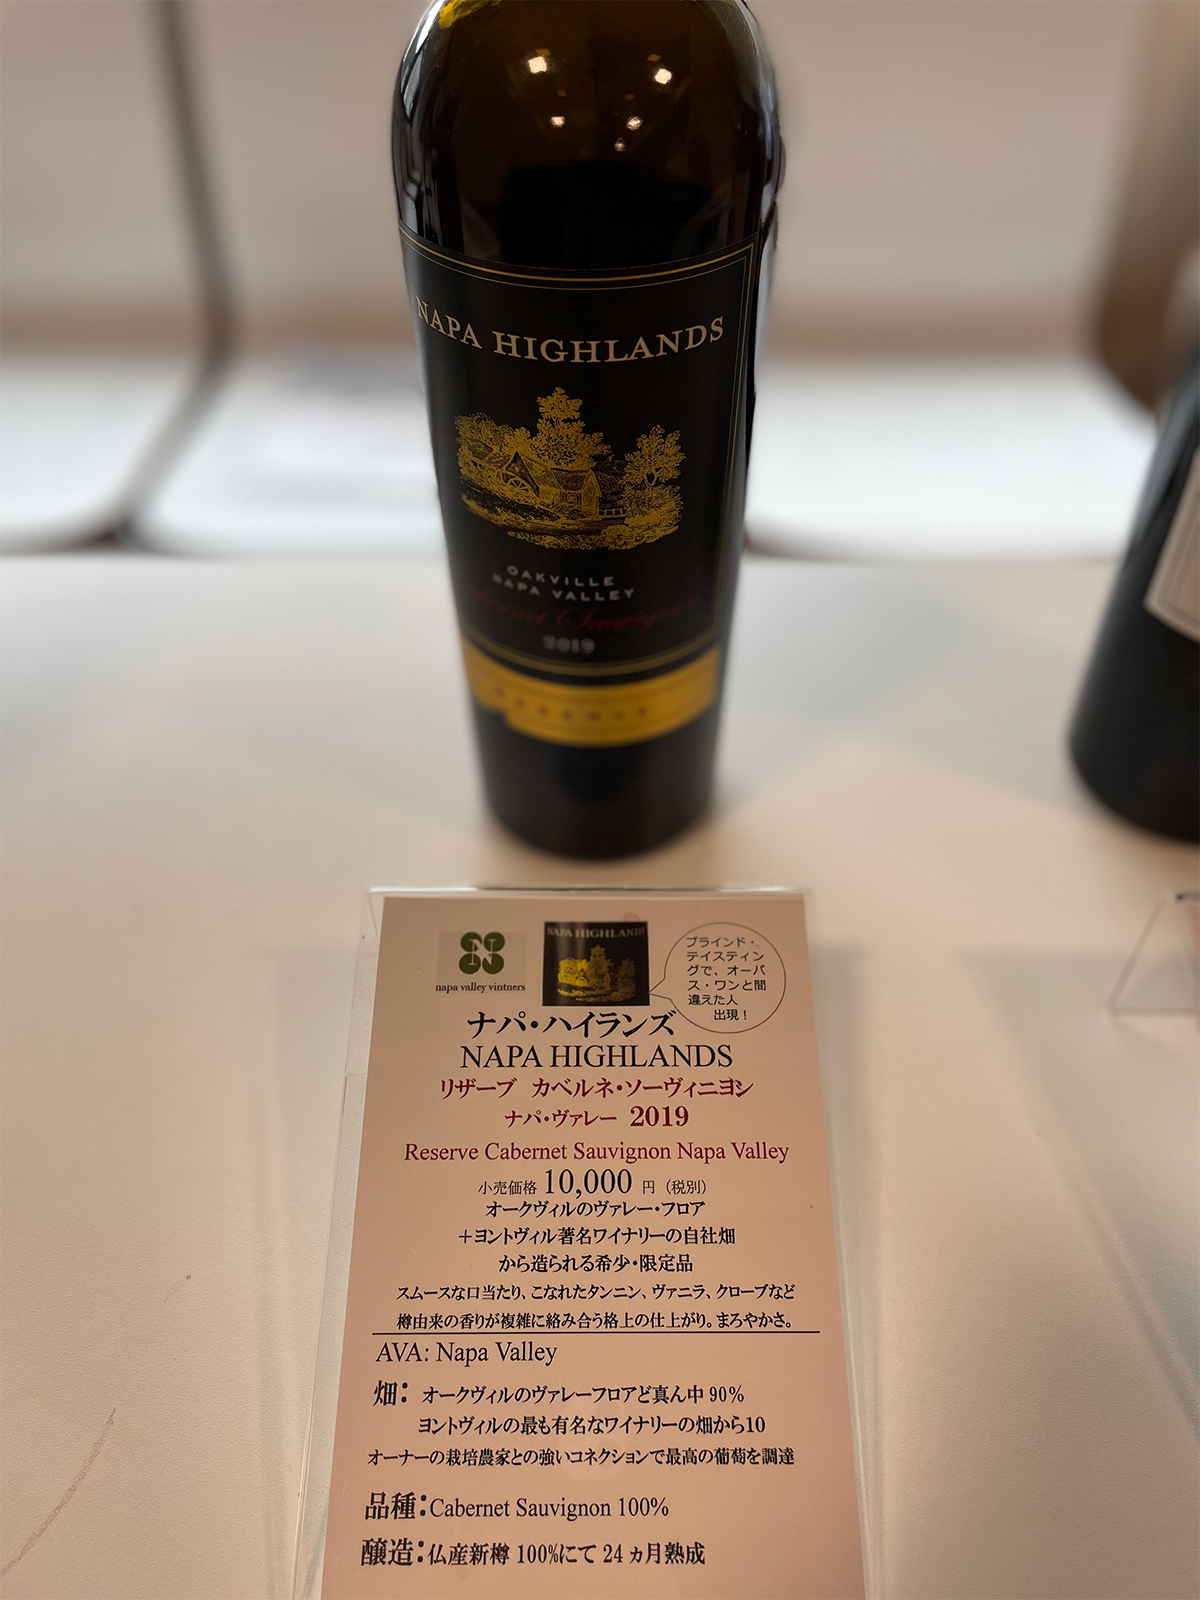 NAPA HIGHLANDS
OAKVILLE
NAPA VALLEY
Cabernet Sauvignon
2019
RESERVE
N
napa valley vintners
NAPA HIGHLANDS
ブラインド・
テイスティン
グで、オーパ
ス・ワンと間
違えた人
出現！
ナパ・ハイランズ
NAPA HIGHLANDS
リザーブ カベルネ・ソーヴィニヨン
ナパ・ヴァレー 2019
Reserve Cabernet Sauvignon Napa Valley
小売価格 10,000 円（税別）
オークヴィルのヴァレー・フロア
＋ヨントヴィル著名ワイナリーの自社畑
から造られる希少・限定品
スムースな口当たり、こなれたタンニン、ヴァニラ、クローブなど
樽由来の香りが複雑に絡み合う格上の仕上がり。まろやかさ。
AVA: Napa Valley
畑： オークヴィルのヴァレーフロアど真ん中 90%
ヨントヴィルの最も有名なワイナリーの畑から10
オーナーの栽培農家との強いコネクションで最高の葡萄を調達
品種：Cabernet Sauvignon 100%
醸造：仏産新樽 100%にて 24 ヵ月熟成